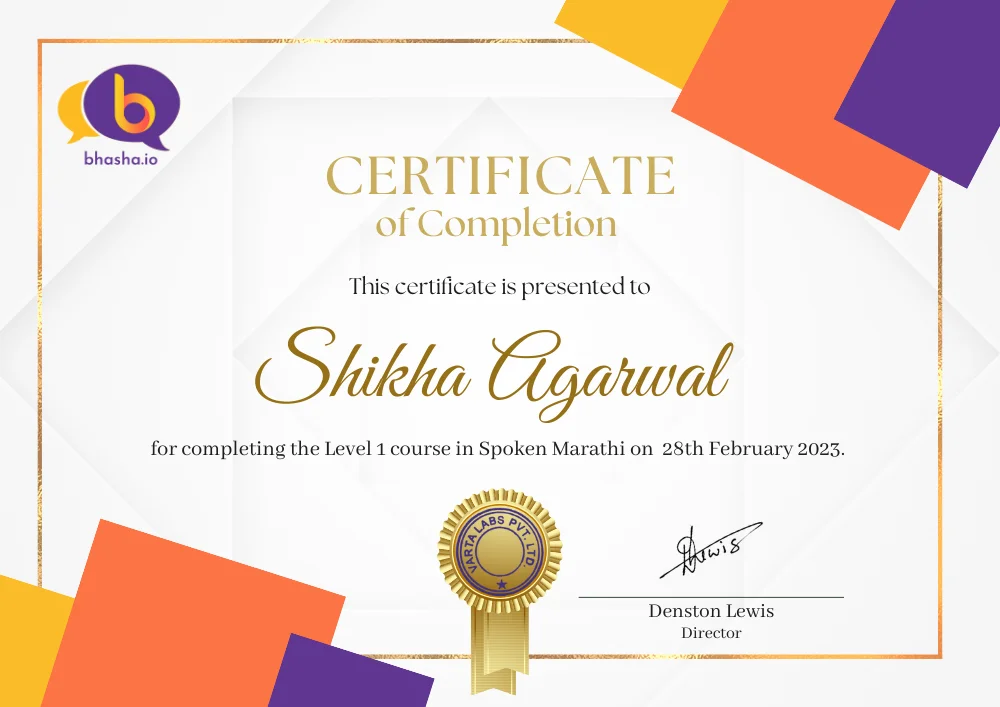 b
bhasha.io
CERTIFICATE
of Completion
This certificate is presented to
Shikha Agarwal
for completing the Level 1 course in Spoken Marathi on 28th February 2023.
VARTA LABS PVT. LTD.
DLewis
Denston Lewis
Director